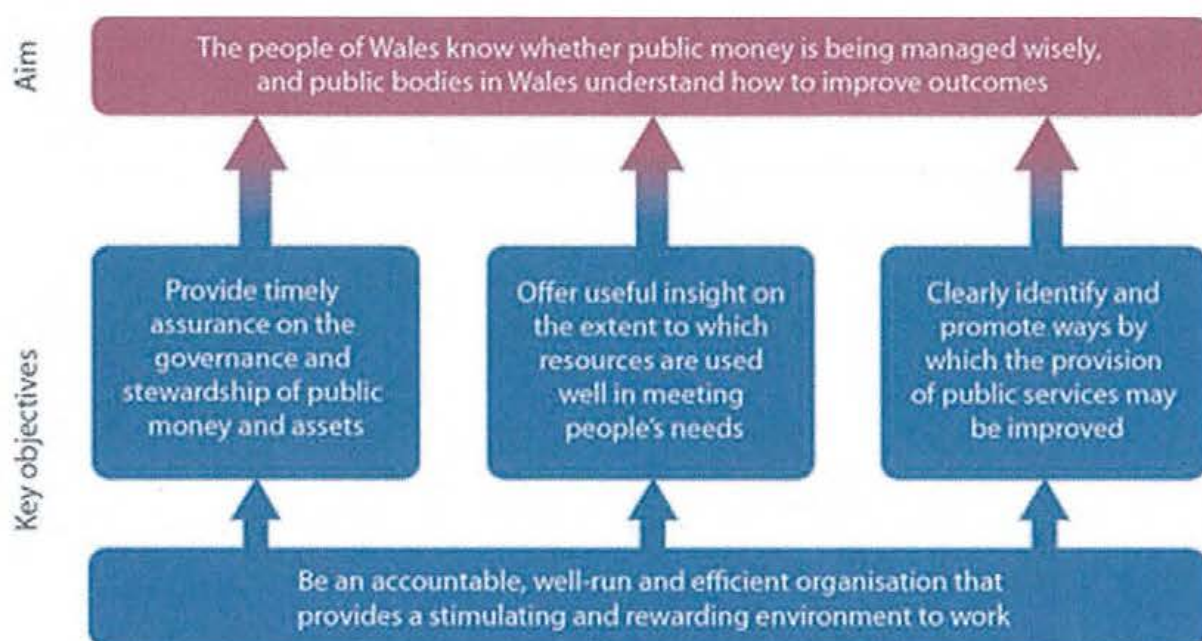 Aim
The people of Wales know whether public money is being managed wisely,
and public bodies in Wales understand how to improve outcomes
Key objectives
Provide timely
assurance on the
governance and
stewardship of public
money and assets
Offer useful insight on
the extent to which
resources are used
well in meeting
people's needs
Clearly identify and
promote ways by
which the provision
of public services may
be improved
Be an accountable, well-run and efficient organisation that
provides a stimulating and rewarding environment to work